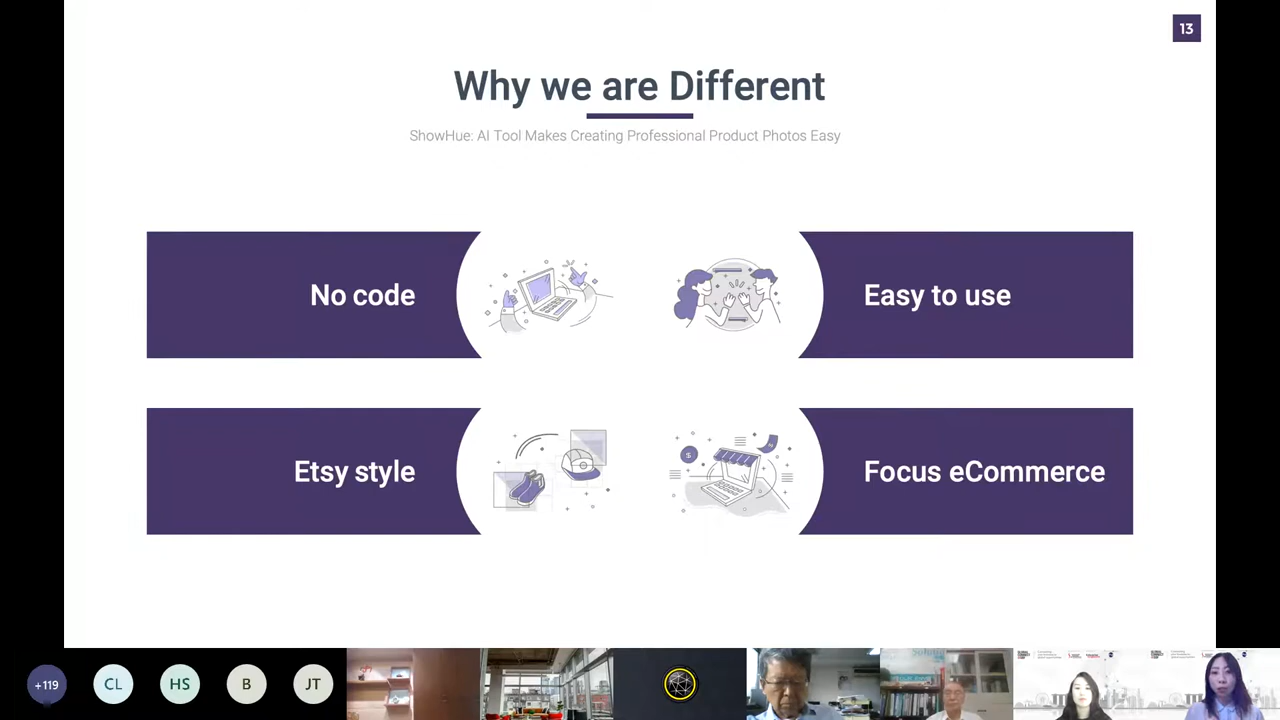 13
Why we are Different
ShowHue: AI Tool Makes Creating Professional Product Photos Easy
No code
Easy to use
Etsy style
Focus eCommerce
+119
CL
HS
B
JT